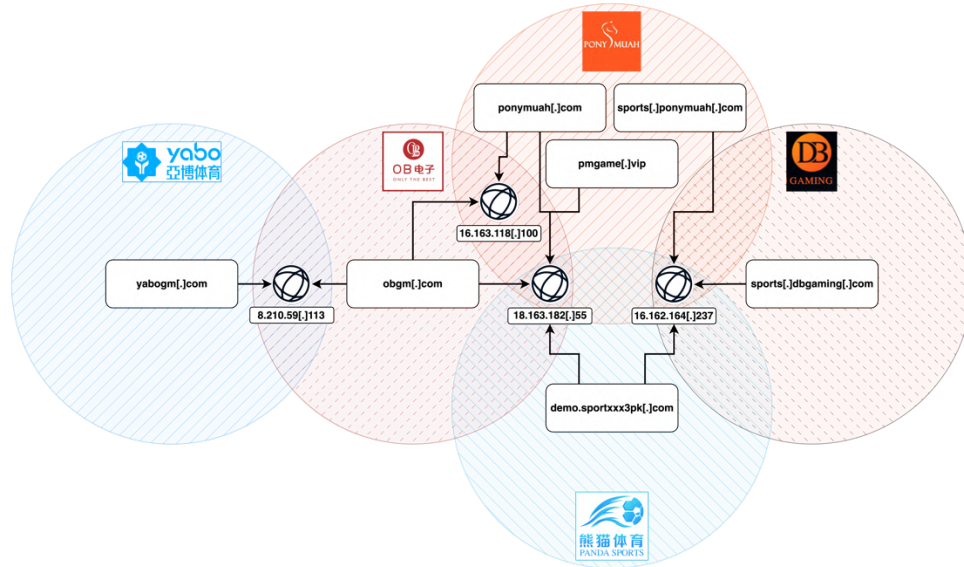 PONY MUAH
ponymuah[.]com
sports[.]ponymuah[.]com
yabo
亞博体育
OB
OB电子
ONLY THE BEST
pmgame[.]vip
DB
GAMING
16.163.118[.]100
yabogm[.]com
obgm[.]com
sports[.]dbgaming[.]com
8.210.59[.]113
18.163.182[.]55
16.162.164[.]237
demo.sportxxx3pk[.]com
熊猫体育
PANDA SPORTS